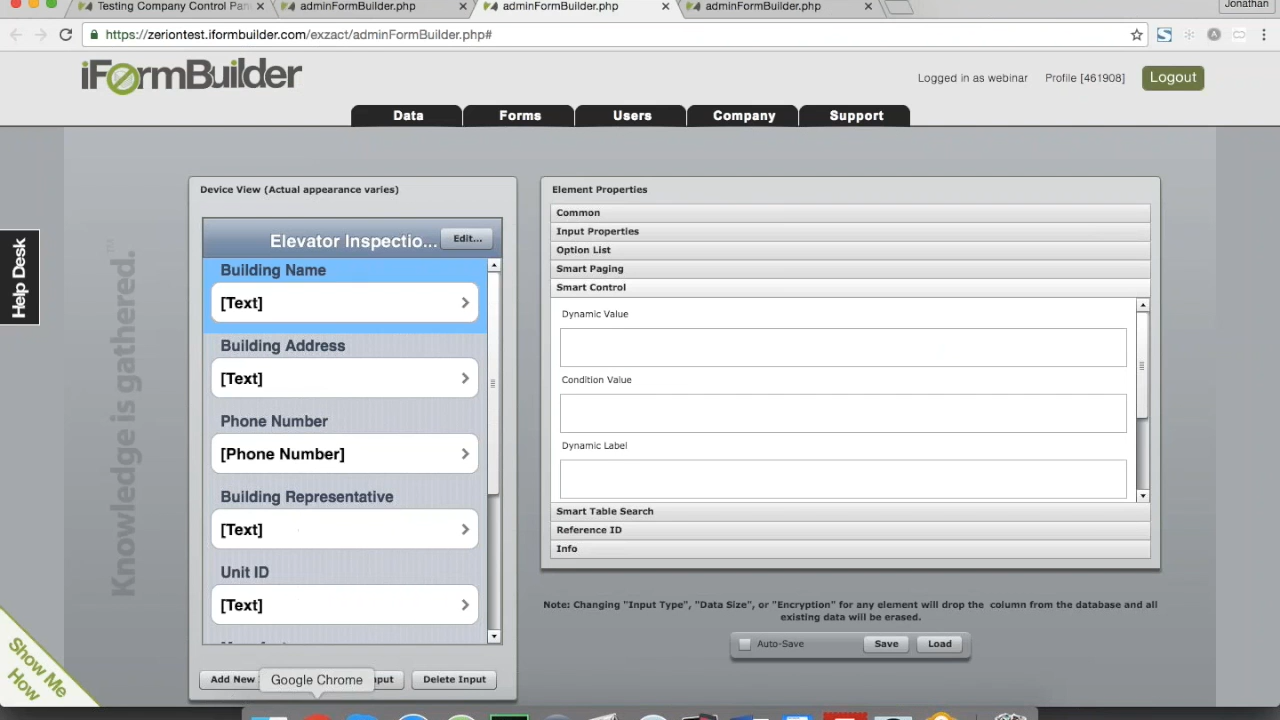 Testing Company Control Pan
adminFormBuilder.php
adminFormBuilder.php
adminFormBuilder.php
Jonathan
https://zeriontest.iformbuilder.com/exzact/adminFormBuilder.php#
iFormBuilder
Logged in as webinar
Profile [461908]
Logout
Data
Forms
Users
Company
Support
Knowledge is gathered.™
Help Desk
Show Me
How
Device View (Actual appearance varies)
Elevator Inspectio...
Edit...
Building Name
[Text]
Building Address
[Text]
Phone Number
[Phone Number]
Building Representative
[Text]
Unit ID
[Text]
Add New
Google Chrome
put
Delete Input
Element Properties
Common
Input Properties
Option List
Smart Paging
Smart Control
Dynamic Value
Condition Value
Dynamic Label
Smart Table Search
Reference ID
Info
Note: Changing "Input Type", "Data Size", or "Encryption" for any element will drop the column from the database and all
existing data will be erased.
Auto-Save
Save
Load